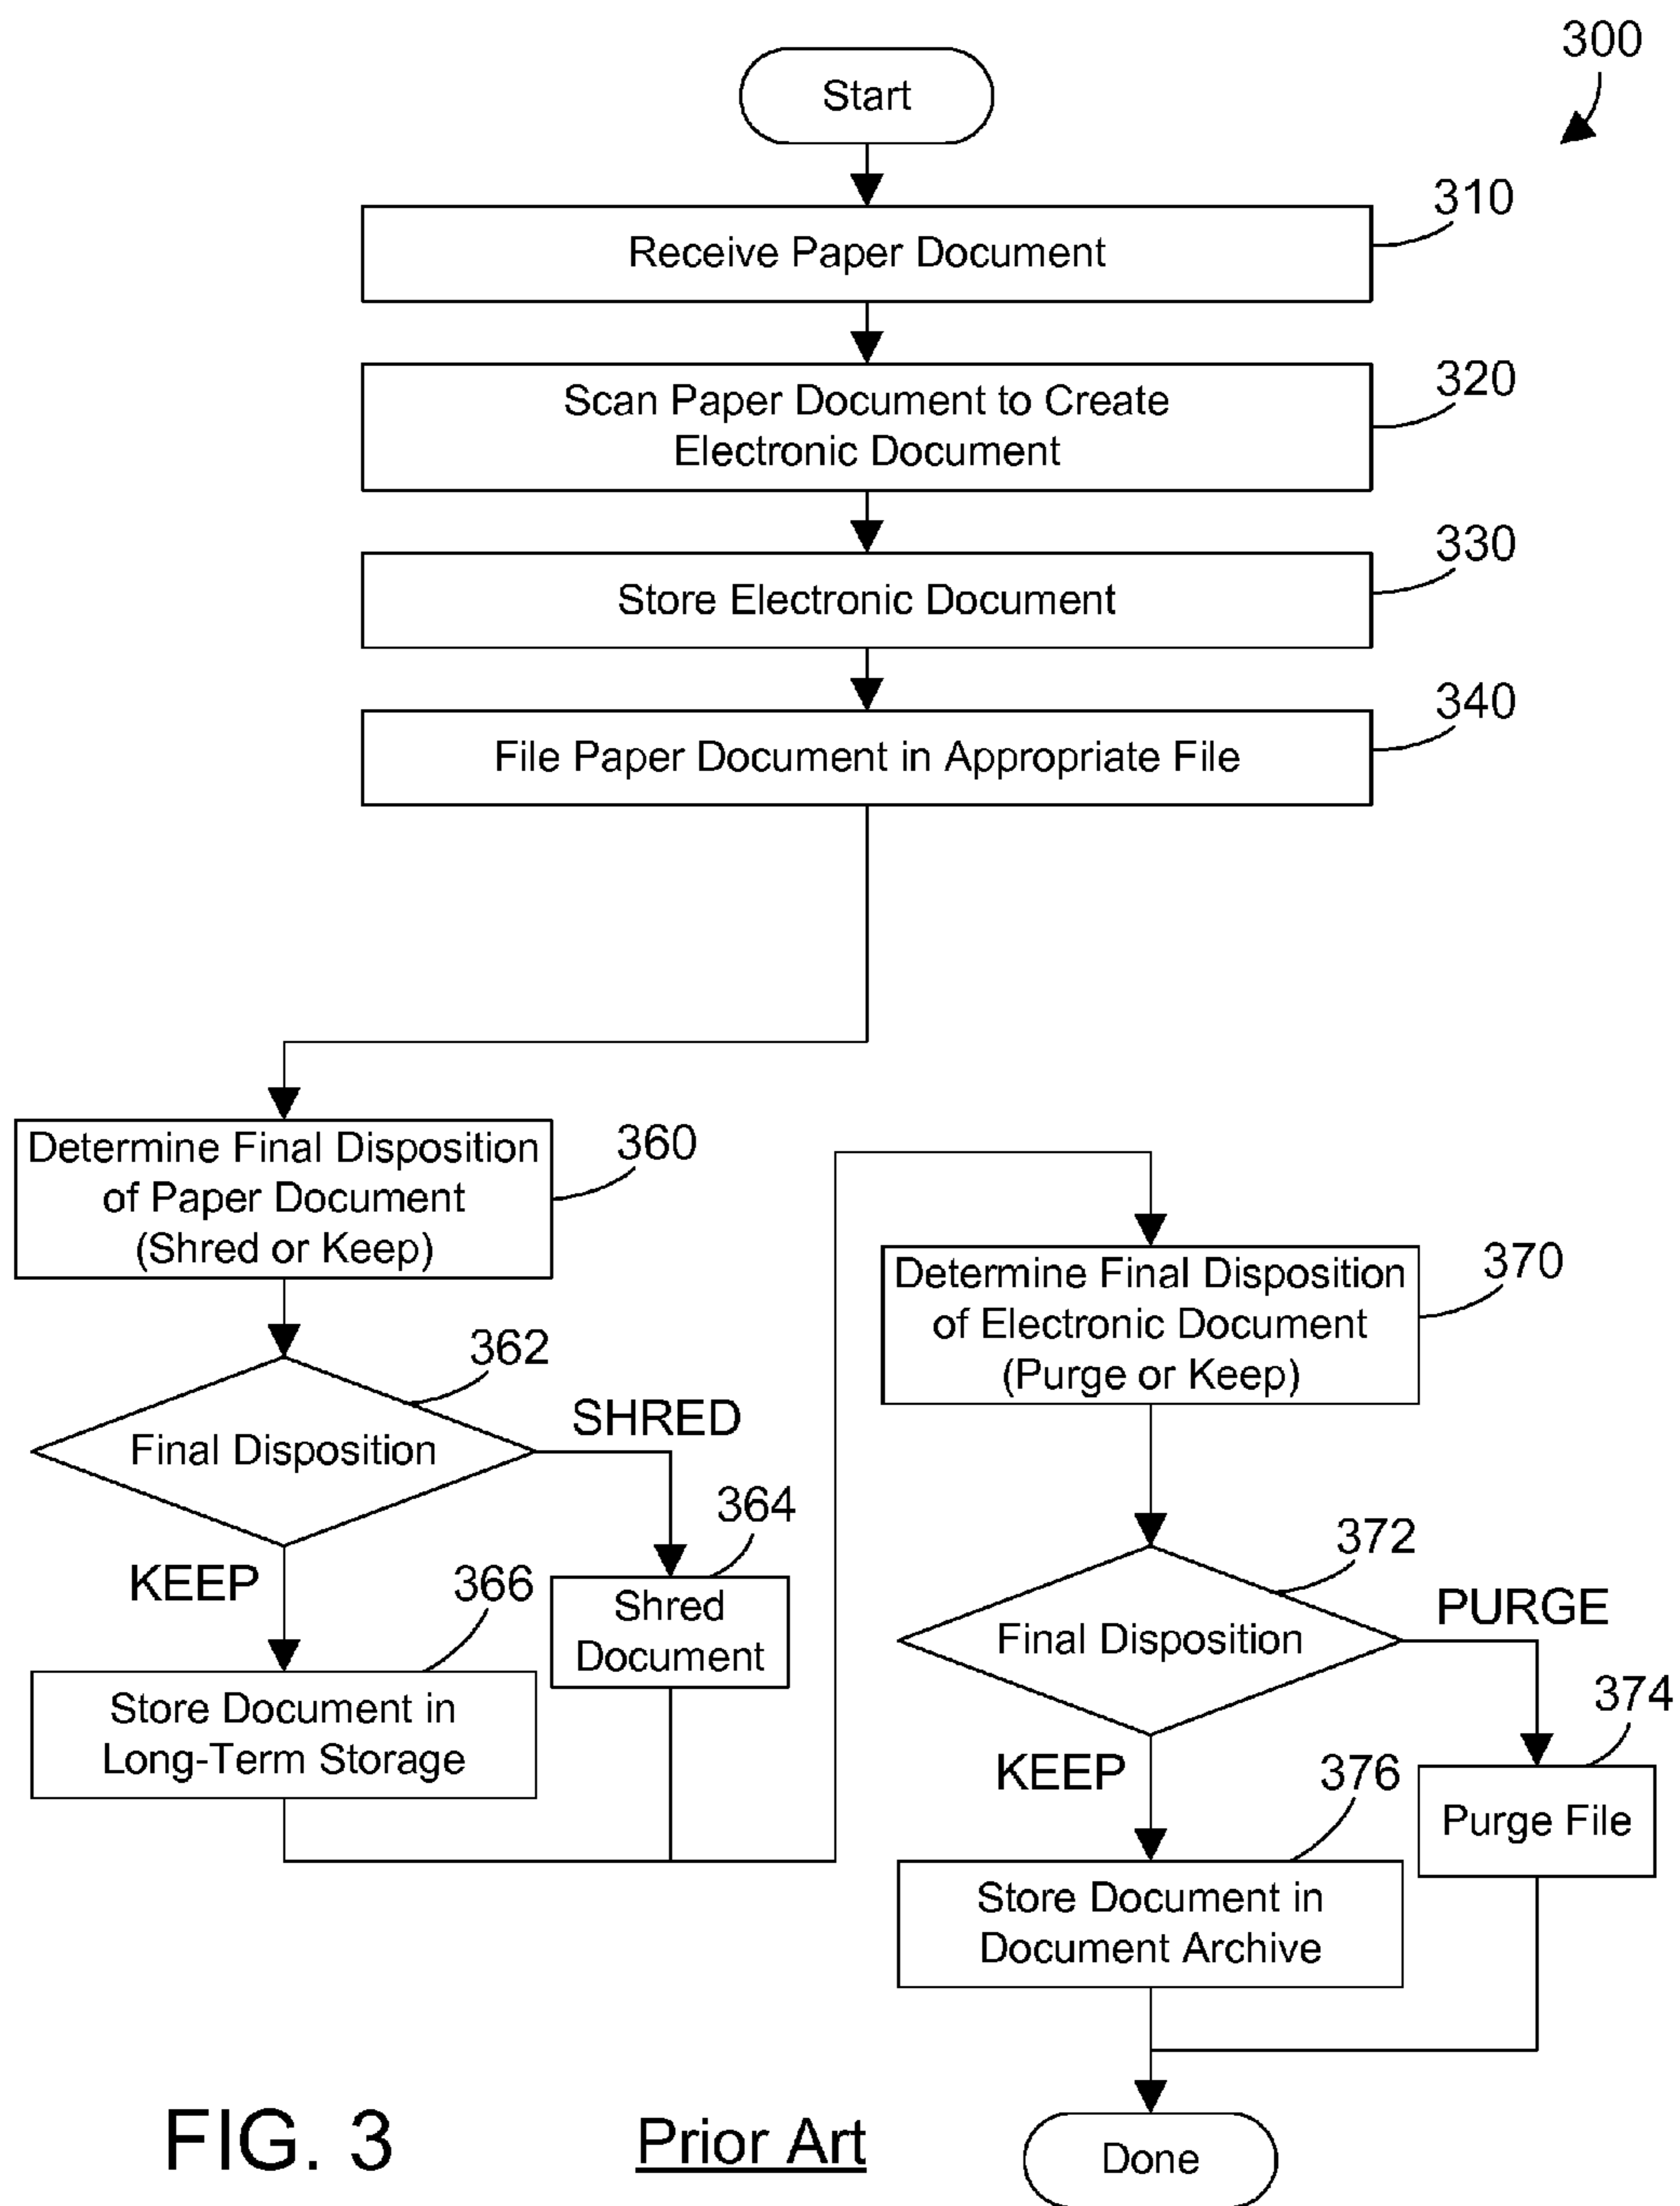 300
Start
310
Receive Paper Document
320
Scan Paper Document to Create
Electronic Document
330
Store Electronic Document
340
File Paper Document in Appropriate File
360
Determine Final Disposition
of Paper Document
(Shred or Keep)
362
Final Disposition
SHRED
364
Shred
Document
KEEP
366
Store Document in
Long-Term Storage
370
Determine Final Disposition
of Electronic Document
(Purge or Keep)
372
Final Disposition
PURGE
374
Purge File
KEEP
376
Store Document in
Document Archive
Done
FIG. 3
Prior Art